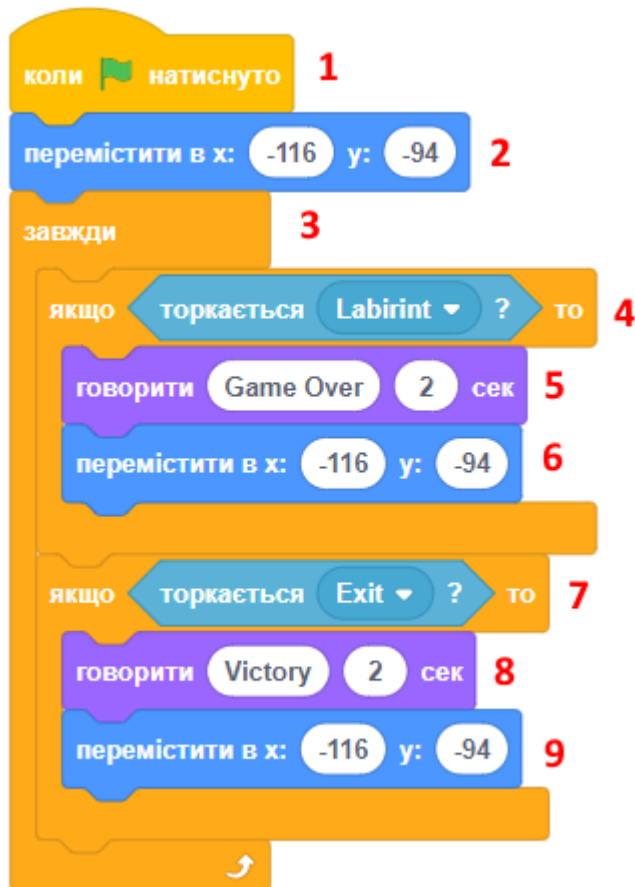 коли натиснуто 1
перемістити в x: -116 y: -94 2
завжди 3
якщо торкається Labirint ? то 4
говорити Game Over 2 сек 5
перемістити в x: -116 y: -94 6
якщо торкається Exit ? то 7
говорити Victory 2 сек 8
перемістити в x: -116 y: -94 9